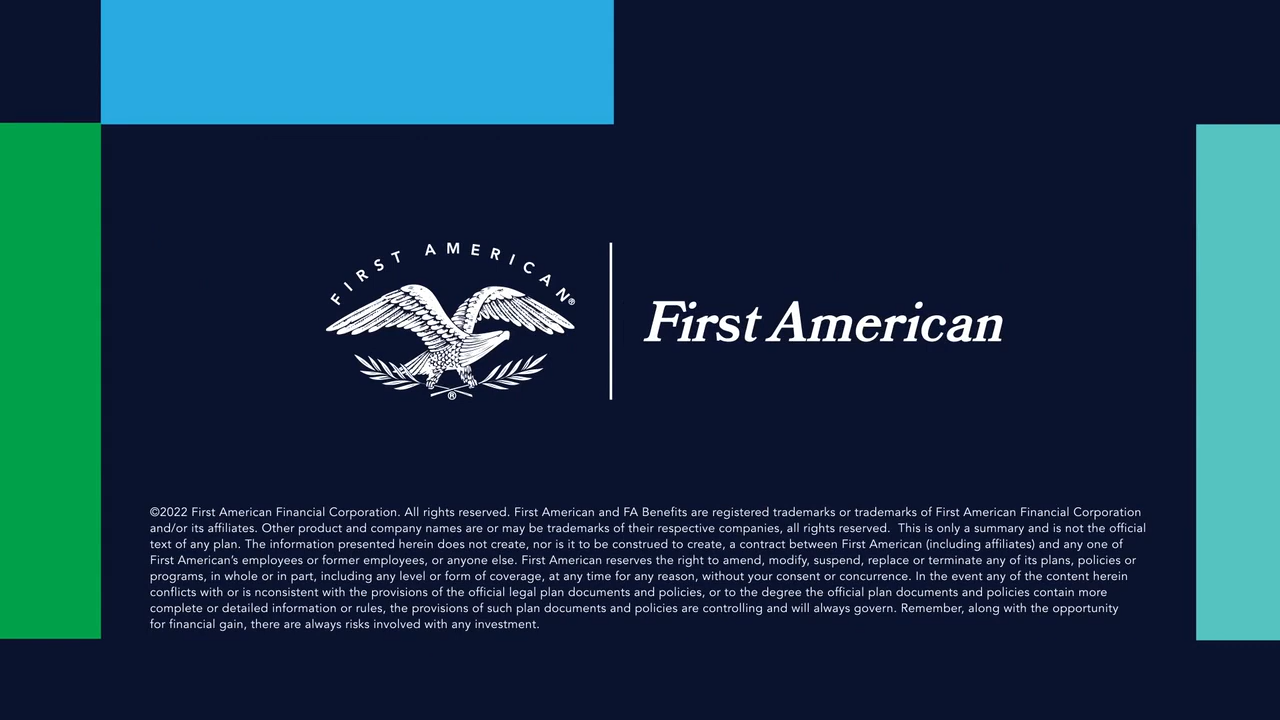 FIRST AMERICAN®
®
First American
©2022 First American Financial Corporation. All rights reserved. First American and FA Benefits are registered trademarks or trademarks of First American Financial Corporation
and/or its affiliates. Other product and company names are or may be trademarks of their respective companies, all rights reserved.  This is only a summary and is not the official
text of any plan. The information presented herein does not create, nor is it to be construed to create, a contract between First American (including affiliates) and any one of
First American's employees or former employees, or anyone else. First American reserves the right to amend, modify, suspend, replace or terminate any of its plans, policies or
programs, in whole or in part, including any level or form of coverage, at any time for any reason, without your consent or concurrence. In the event any of the content herein
conflicts with or is nconsistent with the provisions of the official legal plan documents and policies, or to the degree the official plan documents and policies contain more
complete or detailed information or rules, the provisions of such plan documents and policies are controlling and will always govern. Remember, along with the opportunity
for financial gain, there are always risks involved with any investment.